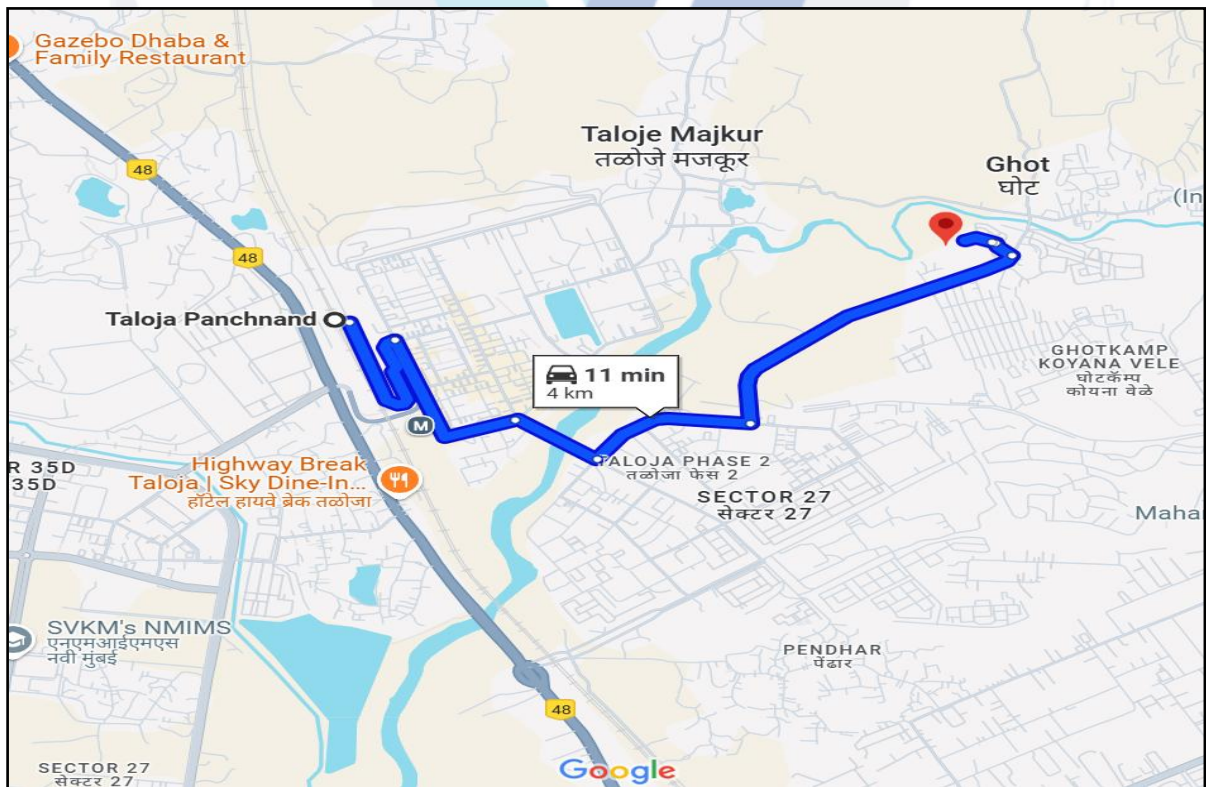 Gazebo Dhaba &
Family Restaurant
Taloje Majkur
तळोजे मजकूर
Ghot
घोट
48
(In
48
Taloja Panchnand
11 min
4 km
GHOTKAMP
KOYANA VELE
घोटकॅम्प
कोयना वेळे
M
R 35D
35D
Highway Break
Taloja | Sky Dine-In...
हॉटेल हायवे ब्रेक तळोजा
TALOJA PHASE 2
तळोजा फेस 2
SECTOR 27
सेक्टर 27
Maha
SVKM's NMIMS
एनएमआईएमएस
नवी मुंबई
PENDHAR
पेंढार
48
SECTOR 27
सेक्टर 27
Google